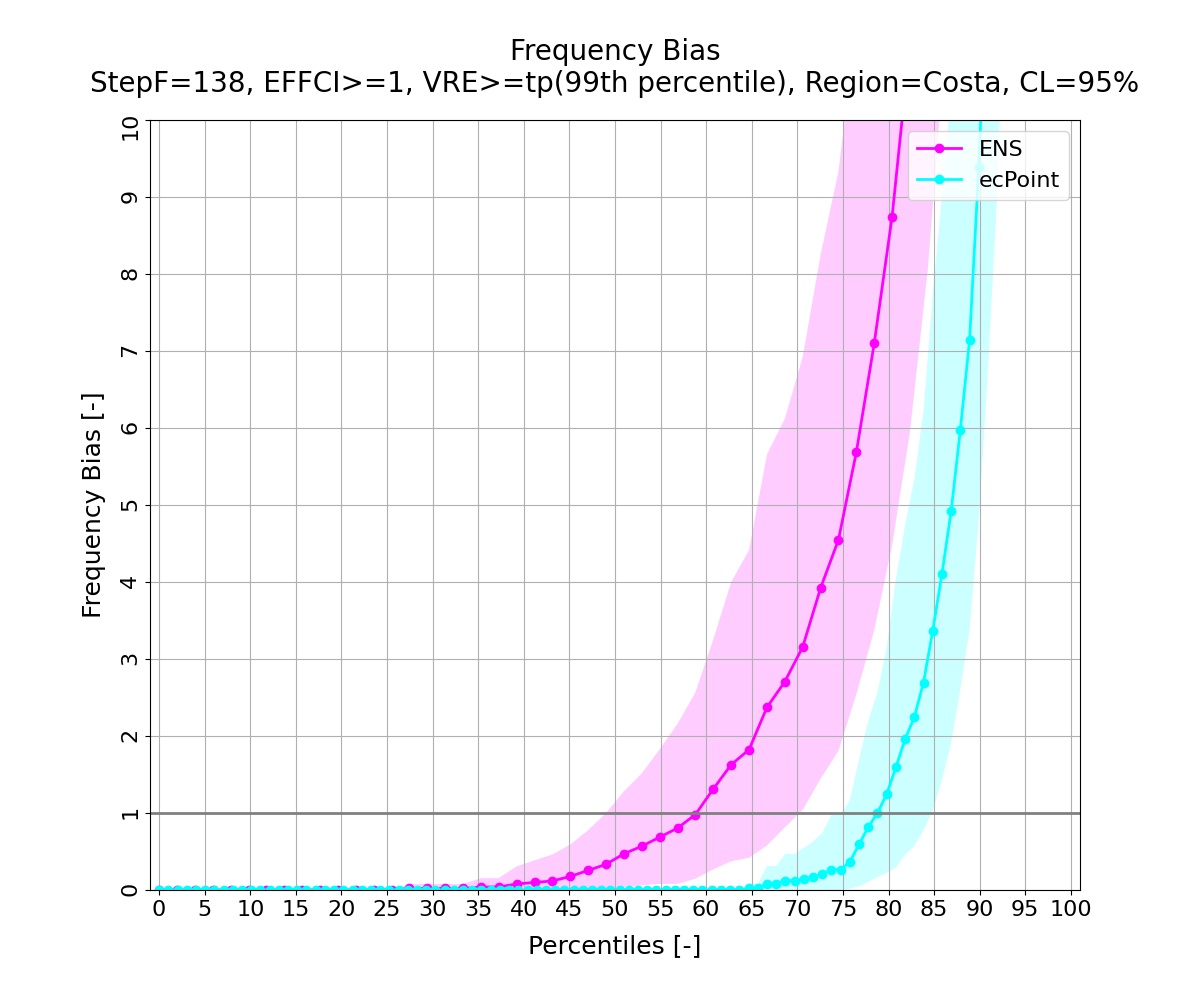 Frequency Bias
StepF=138, EFFCI>=1, VRE>=tp(99th percentile), Region=Costa, CL=95%
10
9
8
7
6
5
4
3
2
1
0
Frequency Bias [-]
ENS
ecPoint
0 5 10 15 20 25 30 35 40 45 50 55 60 65 70 75 80 85 90 95 100
Percentiles [-]